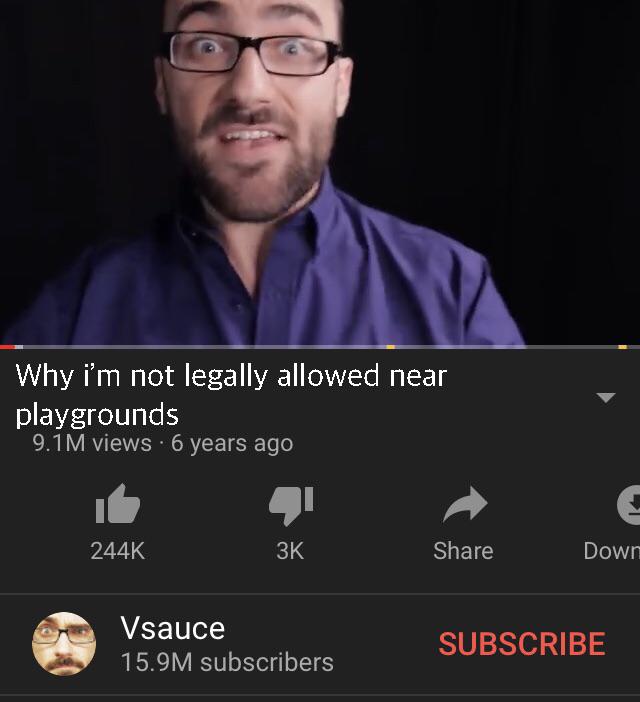 Why i'm not legally allowed near
playgrounds
9.1M views · 6 years ago
244K
3K
Share
Down
Vsauce
15.9M subscribers
SUBSCRIBE